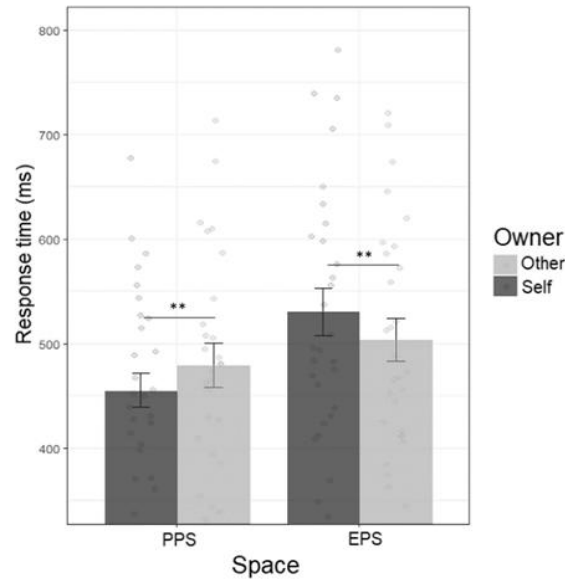 800
700
600
500
400
Response time (ms)
**
**
PPS
EPS
Space
Owner
Other
Self